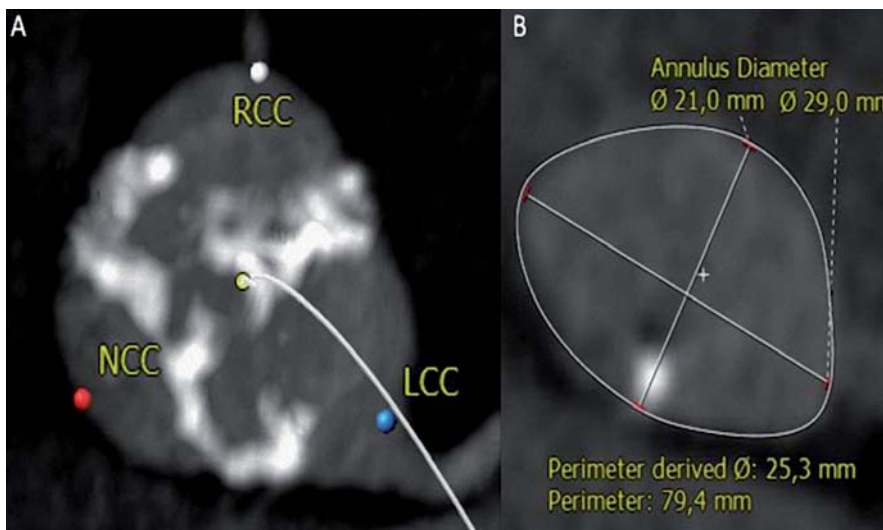 A
RCC
NCC
LCC
B
Annulus Diameter
Ø 21,0 mm Ø 29,0 mm
Perimeter derived Ø: 25,3 mm
Perimeter: 79,4 mm